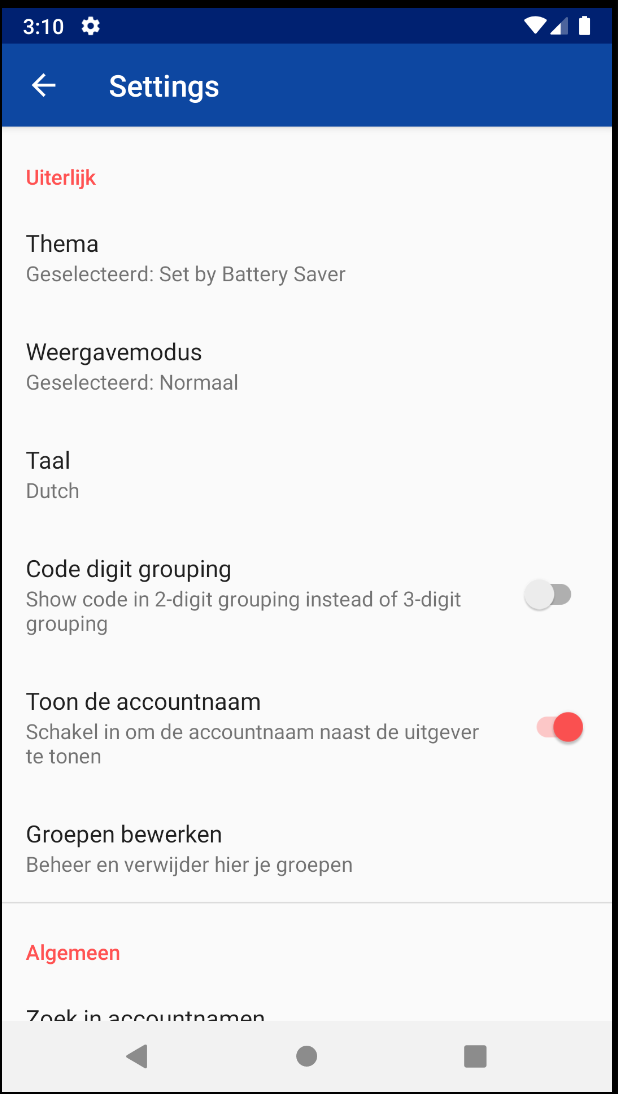 3:10
Settings
Uiterlijk
Thema
Geselecteerd: Set by Battery Saver
Weergavemodus
Geselecteerd: Normaal
Taal
Dutch
Code digit grouping
Show code in 2-digit grouping instead of 3-digit
grouping
Toon de accountnaam
Schakel in om de accountnaam naast de uitgever
te tonen
Groepen bewerken
Beheer en verwijder hier je groepen
Algemeen
Zoek in accountnamen